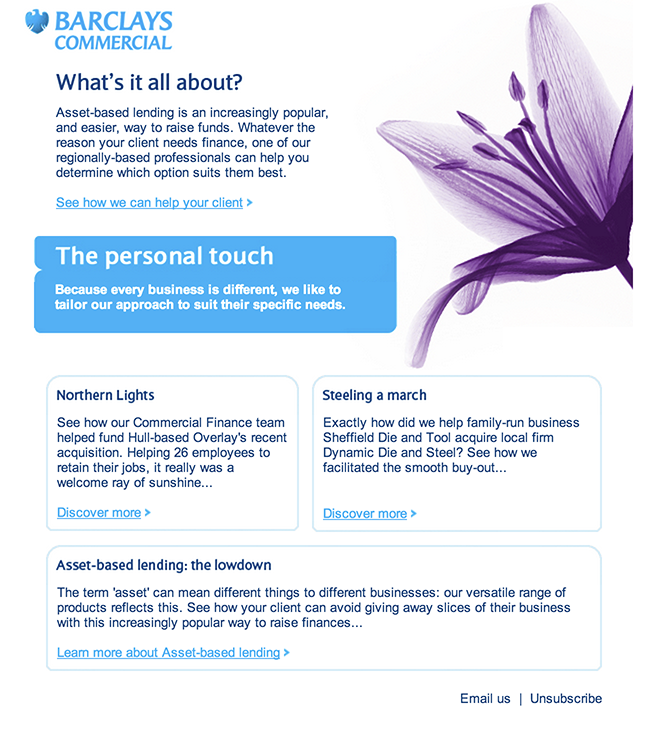 BARCLAYS
COMMERCIAL
What's it all about?
Asset-based lending is an increasingly popular,
and easier, way to raise funds. Whatever the
reason your client needs finance, one of our
regionally-based professionals can help you
determine which option suits them best.
See how we can help your client >
The personal touch
Because every business is different, we like to
tailor our approach to suit their specific needs.
Northern Lights
See how our Commercial Finance team
helped fund Hull-based Overlay's recent
acquisition. Helping 26 employees to
retain their jobs, it really was a
welcome ray of sunshine...
Discover more >
Steeling a march
Exactly how did we help family-run business
Sheffield Die and Tool acquire local firm
Dynamic Die and Steel? See how we
facilitated the smooth buy-out...
Discover more >
Asset-based lending: the lowdown
The term 'asset' can mean different things to different businesses: our versatile range of
products reflects this. See how your client can avoid giving away slices of their business
with this increasingly popular way to raise finances...
Learn more about Asset-based lending >
Email us | Unsubscribe